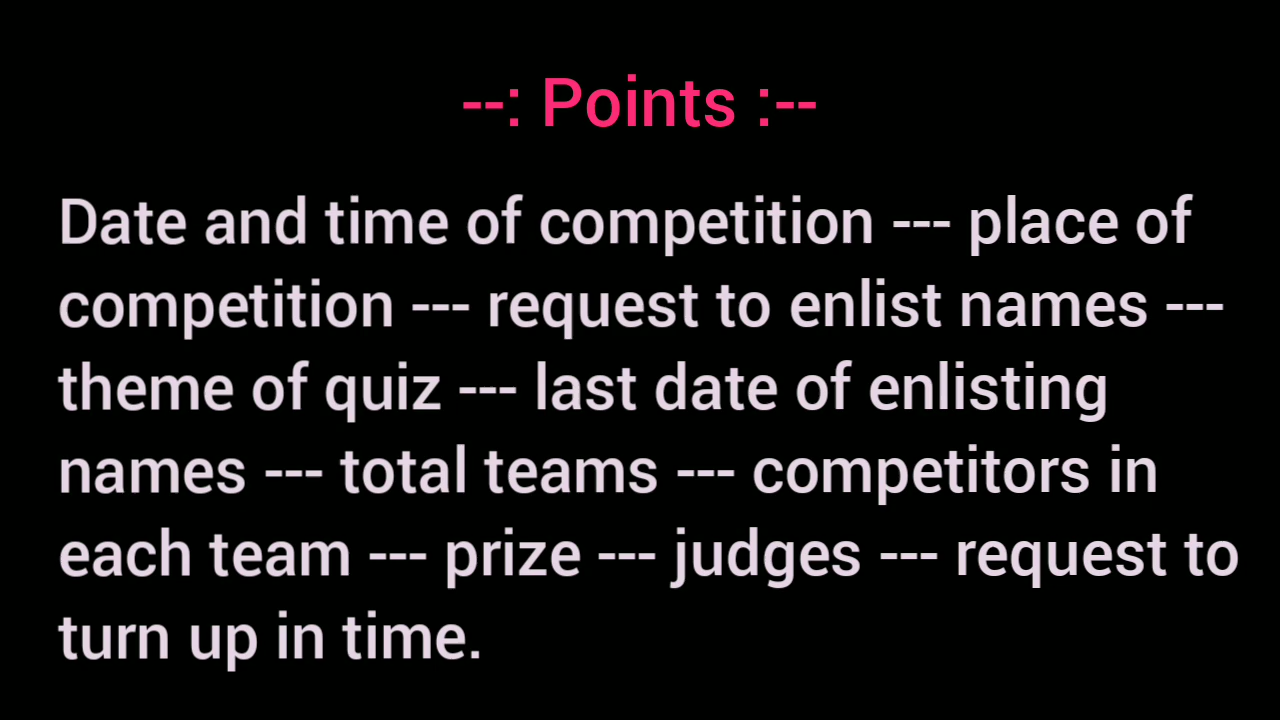 --: Points :--
Date and time of competition --- place of
competition --- request to enlist names ---
theme of quiz --- last date of enlisting
names --- total teams --- competitors in
each team --- prize --- judges --- request to
turn up in time.